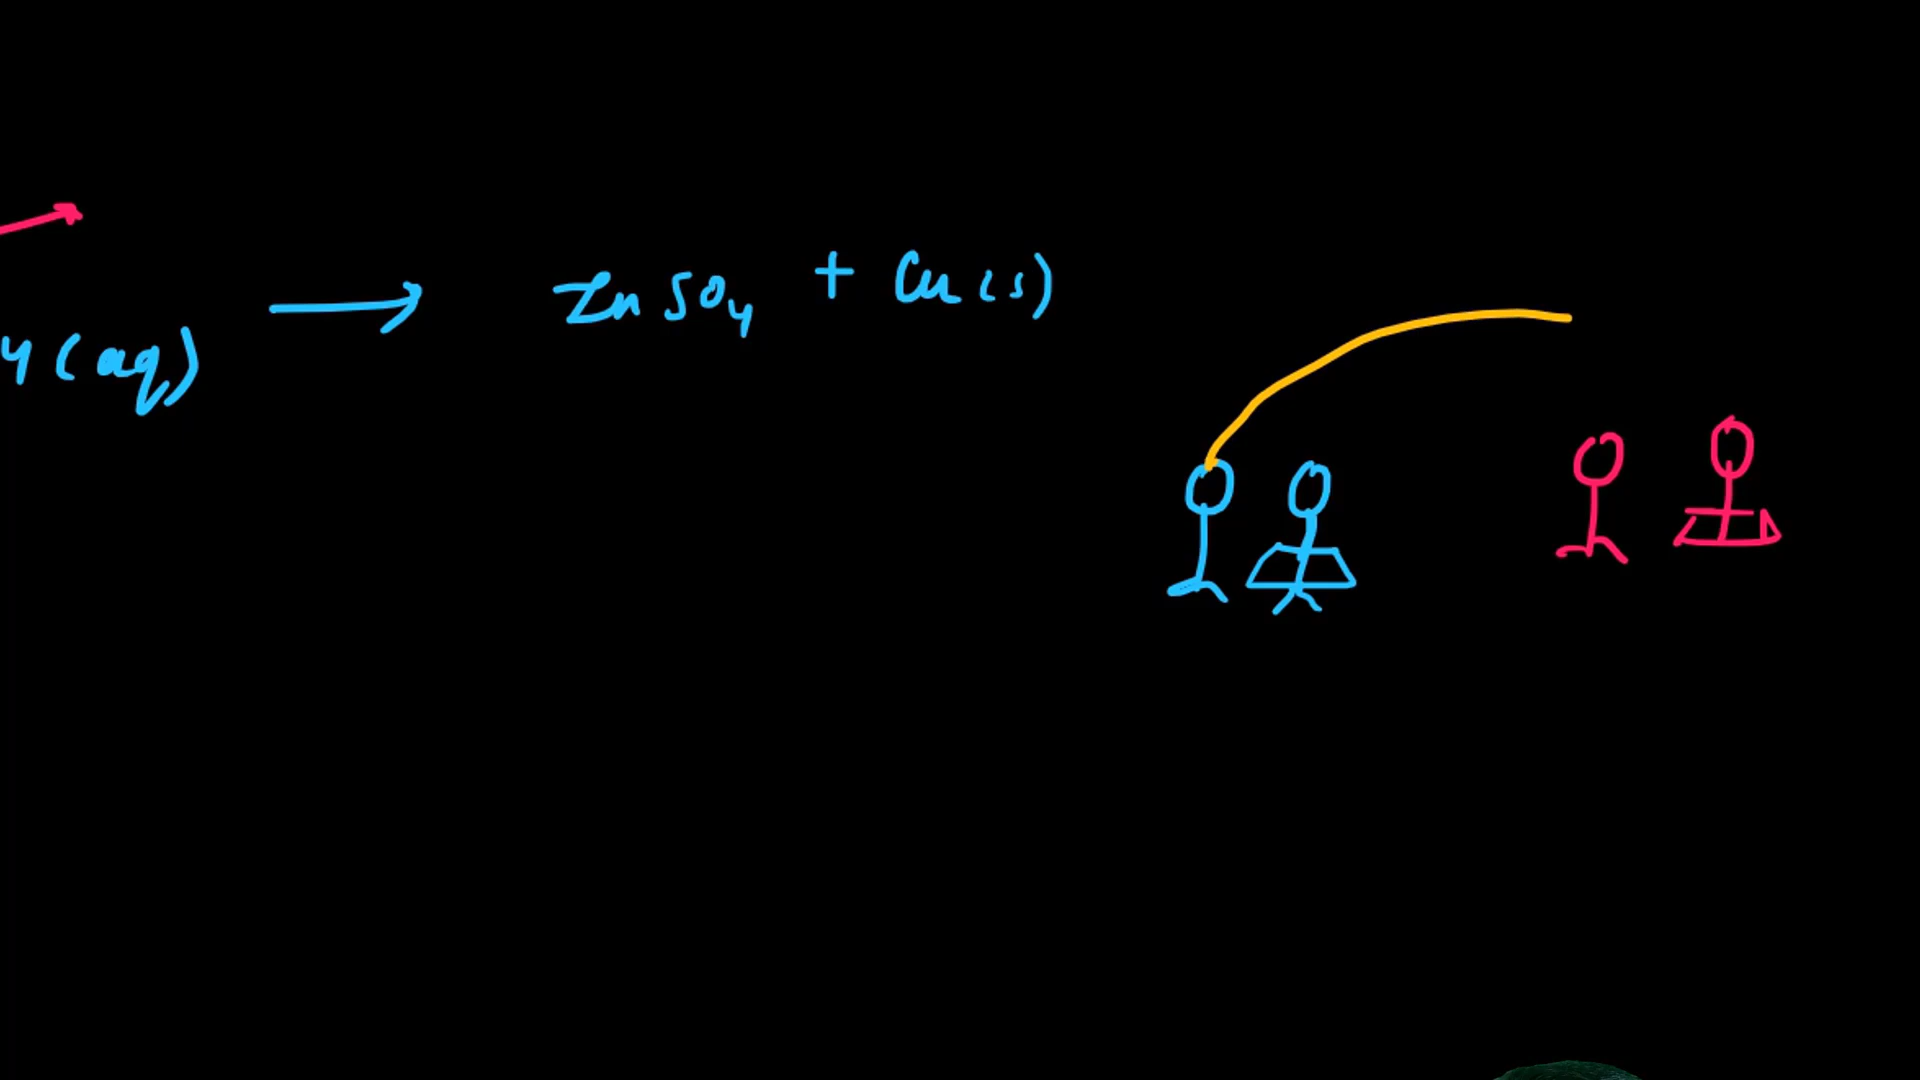 4(aq) → ZnSO4 + Cu(s)